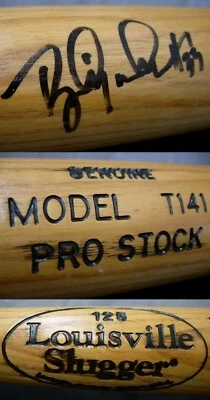 GENUINE
MODEL T141
PRO STOCK
125
Louisville
Slugger®